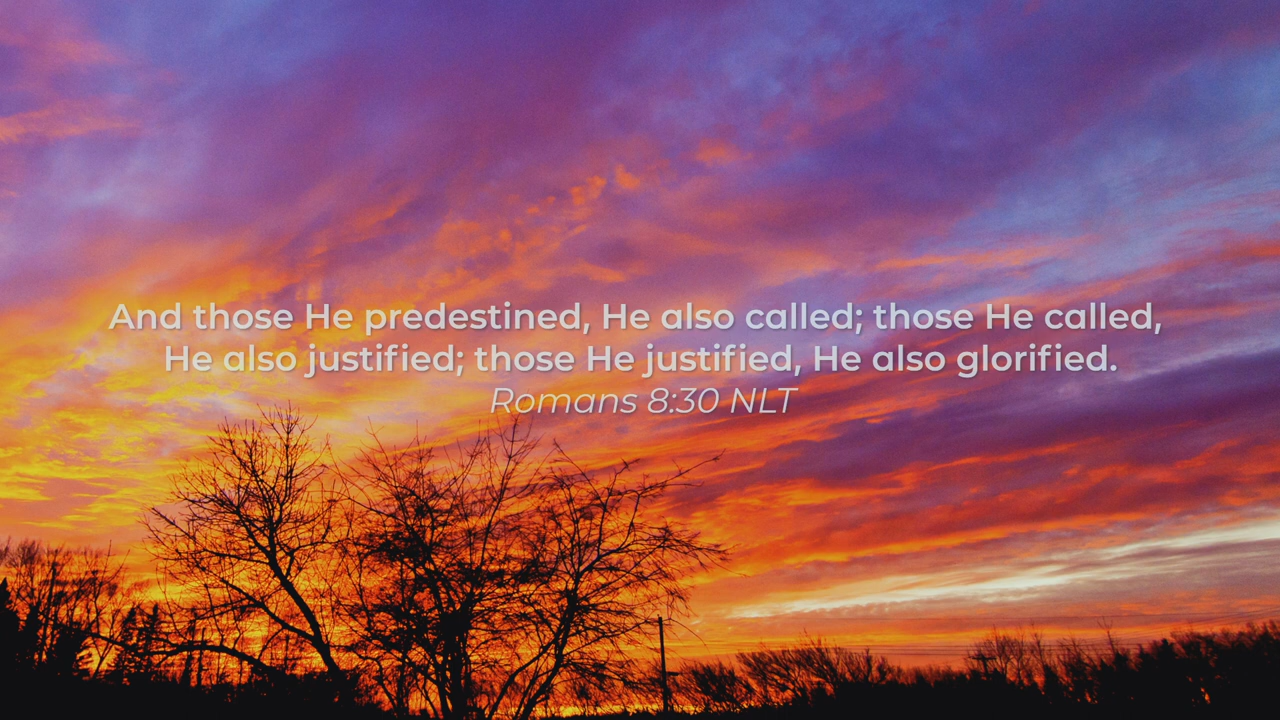 And those He predestined, He also called; those He called,
He also justified; those He justified, He also glorified.
Romans 8:30 NLT